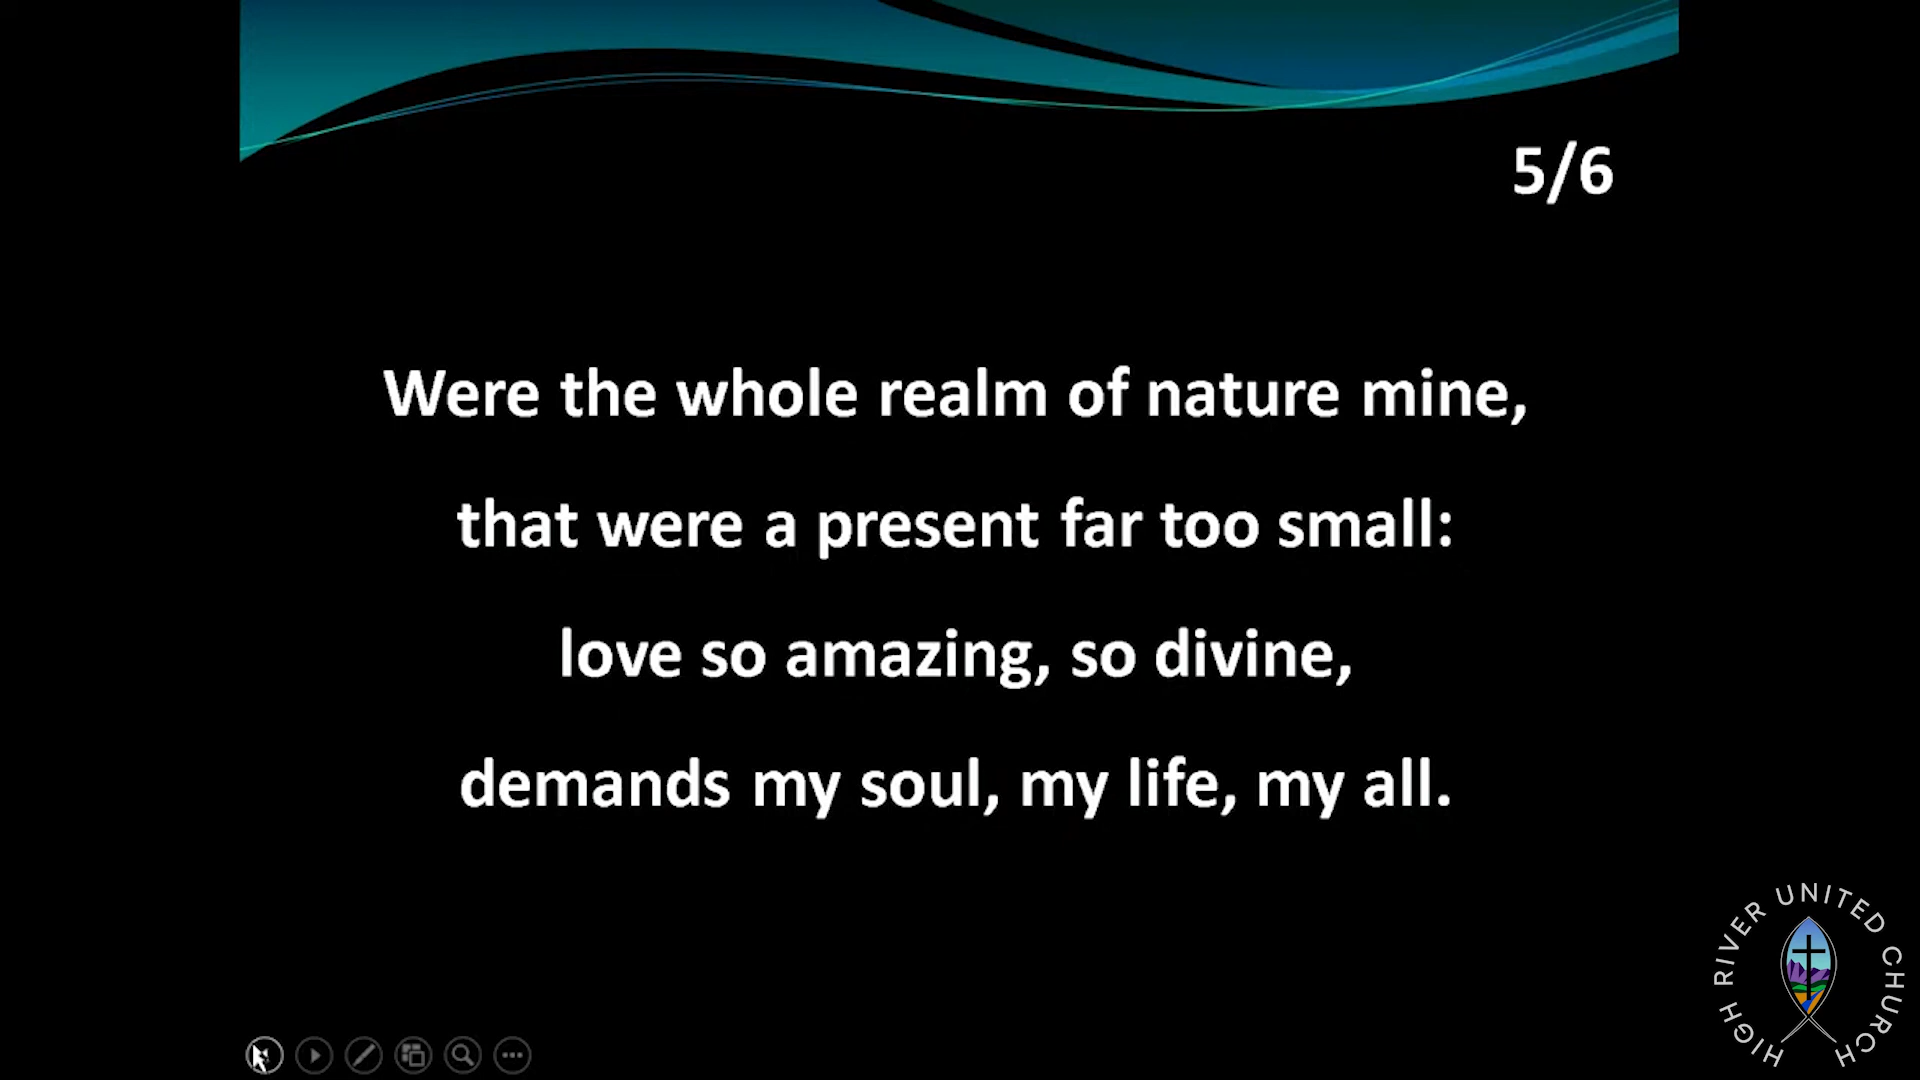 5/6
Were the whole realm of nature mine,
that were a present far too small:
love so amazing, so divine,
demands my soul, my life, my all.
HIGH RIVER UNITED CHURCH